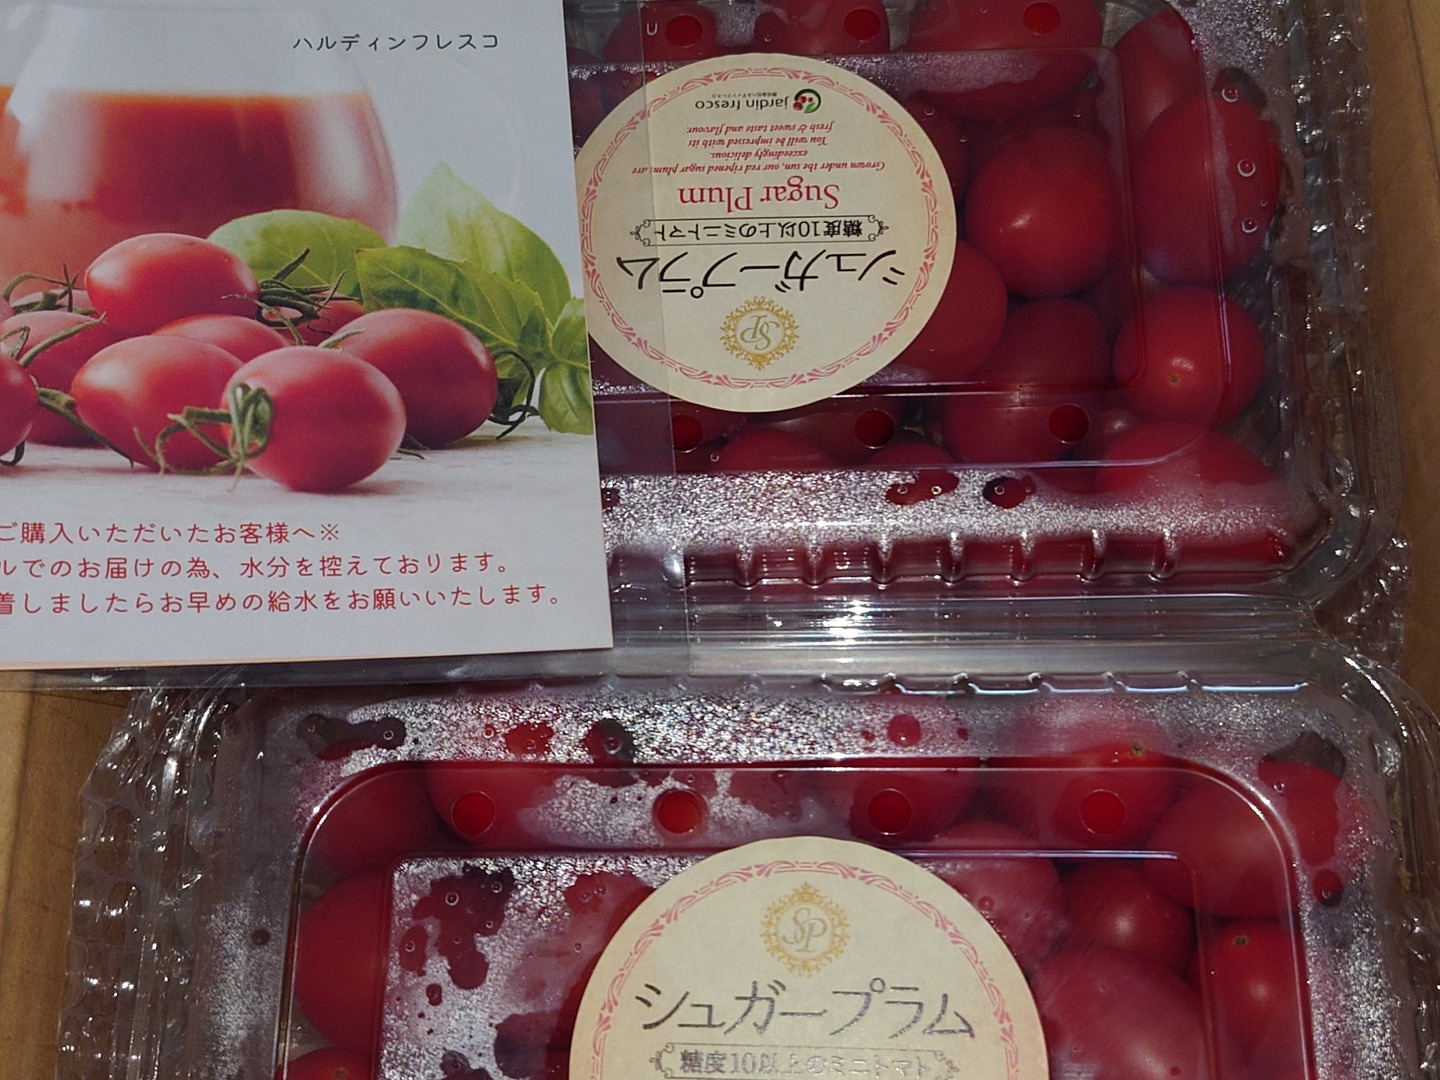 ハルディンフレスコ
ご購入いただいたお客様へ※
ルでのお届けの為、水分を控えております。
着しましたらお早めの給水をお願いいたします。
SP
シュガープラム
糖度10以上のミニトマト
Sugar Plum
Grown under the sun, our red ripened sugar plums are
exceedingly delicious.
You will be impressed with its
fresh & sweet taste and flavour.
jardin fresco
SP
シュガープラム
糖度10以上のミニトマト